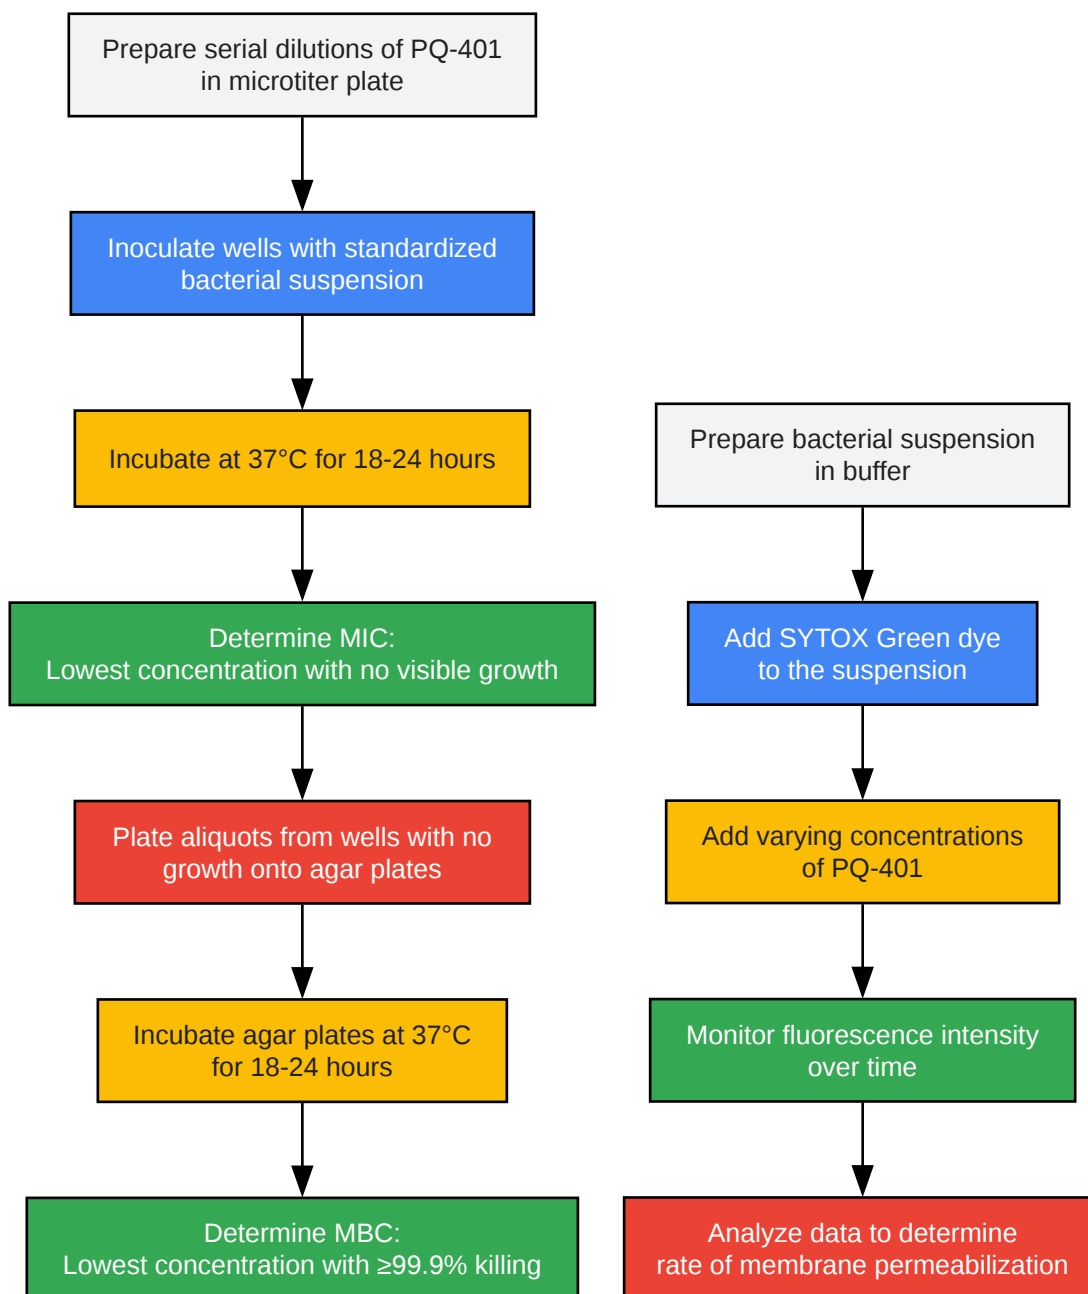 Prepare serial dilutions of PQ-401
in microtiter plate
Inoculate wells with standardized
bacterial suspension
Incubate at 37°C for 18-24 hours
Determine MIC:
Lowest concentration with no visible growth
Plate aliquots from wells with no
growth onto agar plates
Incubate agar plates at 37°C
for 18-24 hours
Determine MBC:
Lowest concentration with ≥99.9% killing
Prepare bacterial suspension
in buffer
Add SYTOX Green dye
to the suspension
Add varying concentrations
of PQ-401
Monitor fluorescence intensity
over time
Analyze data to determine
rate of membrane permeabilization